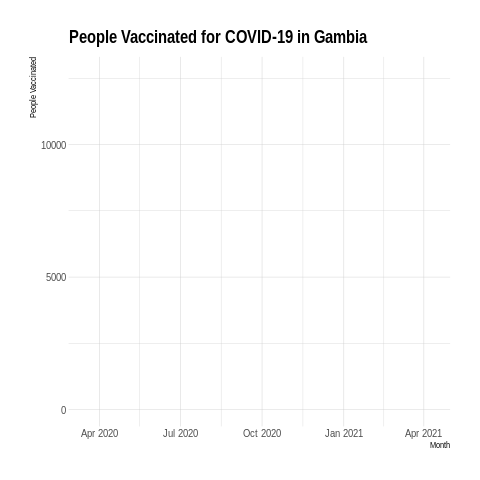 People Vaccinated for COVID-19 in Gambia
People Vaccinated
10000
5000
0
Apr 2020 Jul 2020 Oct 2020 Jan 2021 Apr 2021
Month